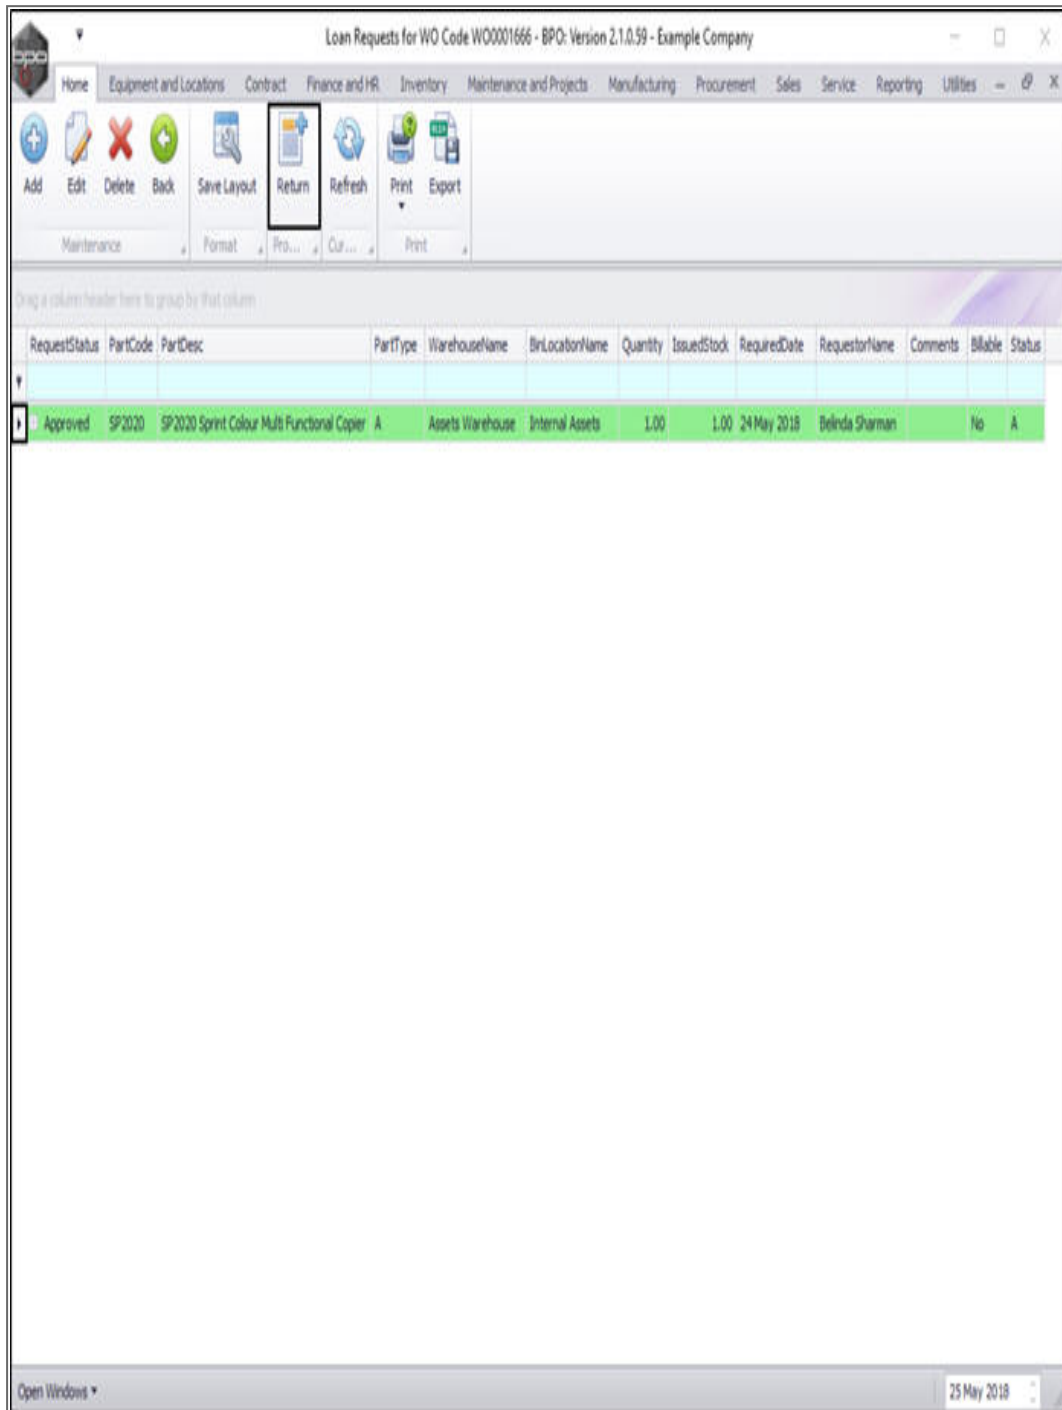 Loan Requests for WO Code WO0001666 - BPO: Version 2.1.0.59 - Example Company
bpo
Home Equipment and Locations Contract Finance and HR Inventory Maintenance and Projects Manufacturing Procurement Sales Service Reporting Utilities
Add Edit Delete Back Save Layout Return Refresh Print Export
Maintenance Format Pro... Cur... Print
Drag a column header here to group by that column
RequestStatus PartCode PartDesc PartType WarehouseName BinLocationName Quantity IssuedStock RequiredDate RequestorName Comments Billable Status
Approved SP2020 SP2020 Sprint Colour Multi Functional Copier A Assets Warehouse Internal Assets 1.00 1.00 24 May 2018 Belinda Sharman No A
Open Windows 25 May 2018